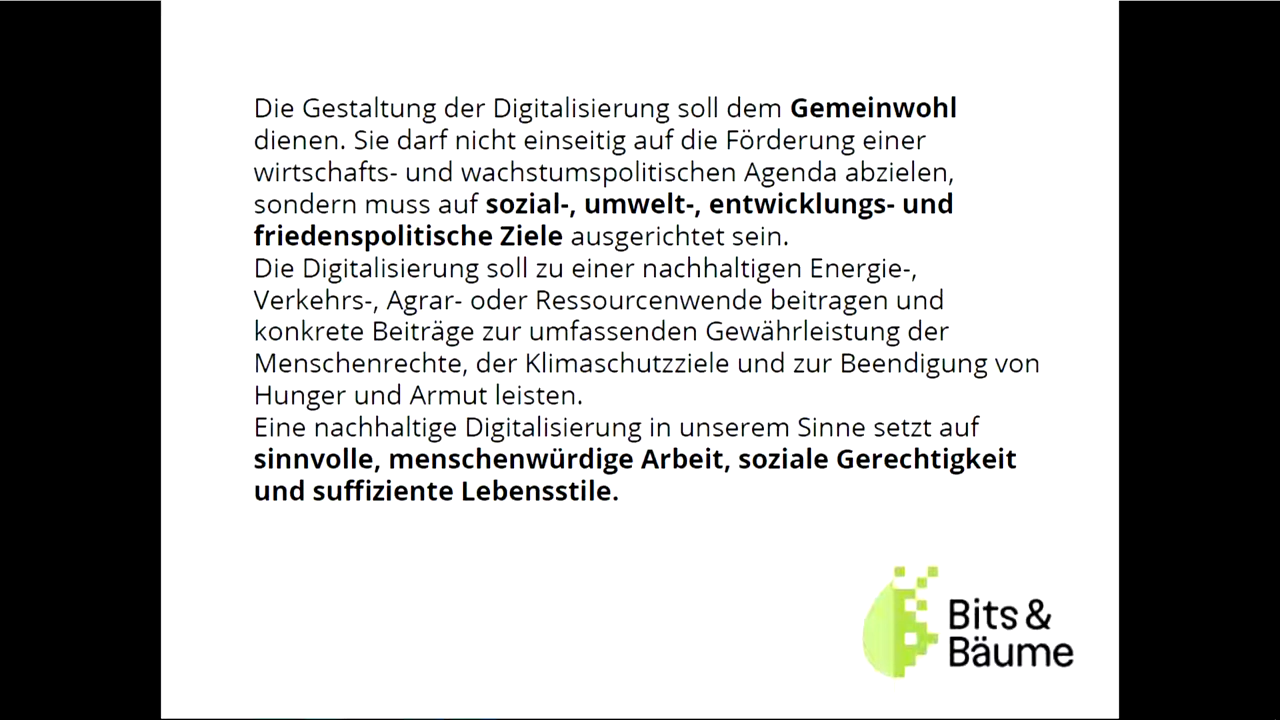 Die Gestaltung der Digitalisierung soll dem Gemeinwohl
dienen. Sie darf nicht einseitig auf die Förderung einer
wirtschafts- und wachstumspolitischen Agenda abzielen,
sondern muss auf sozial-, umwelt-, entwicklungs- und
friedenspolitische Ziele ausgerichtet sein.
Die Digitalisierung soll zu einer nachhaltigen Energie-,
Verkehrs-, Agrar- oder Ressourcenwende beitragen und
konkrete Beiträge zur umfassenden Gewährleistung der
Menschenrechte, der Klimaschutzziele und zur Beendigung von
Hunger und Armut leisten.
Eine nachhaltige Digitalisierung in unserem Sinne setzt auf
sinnvolle, menschenwürdige Arbeit, soziale Gerechtigkeit
und suffiziente Lebensstile.
Bits &
Bäume